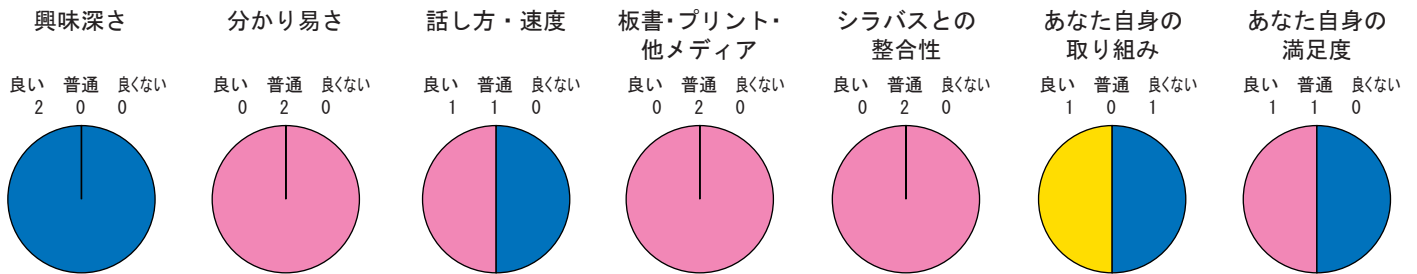 興味深さ
良い 普通 良くない
2 0 0
分かり易さ
良い 普通 良くない
0 2 0
話し方・速度
良い 普通 良くない
1 1 0
板書・プリント・
他メディア
良い 普通 良くない
0 2 0
シラバスとの
整合性
良い 普通 良くない
0 2 0
あなた自身の
取り組み
良い 普通 良くない
1 0 1
あなた自身の
満足度
良い 普通 良くない
1 1 0